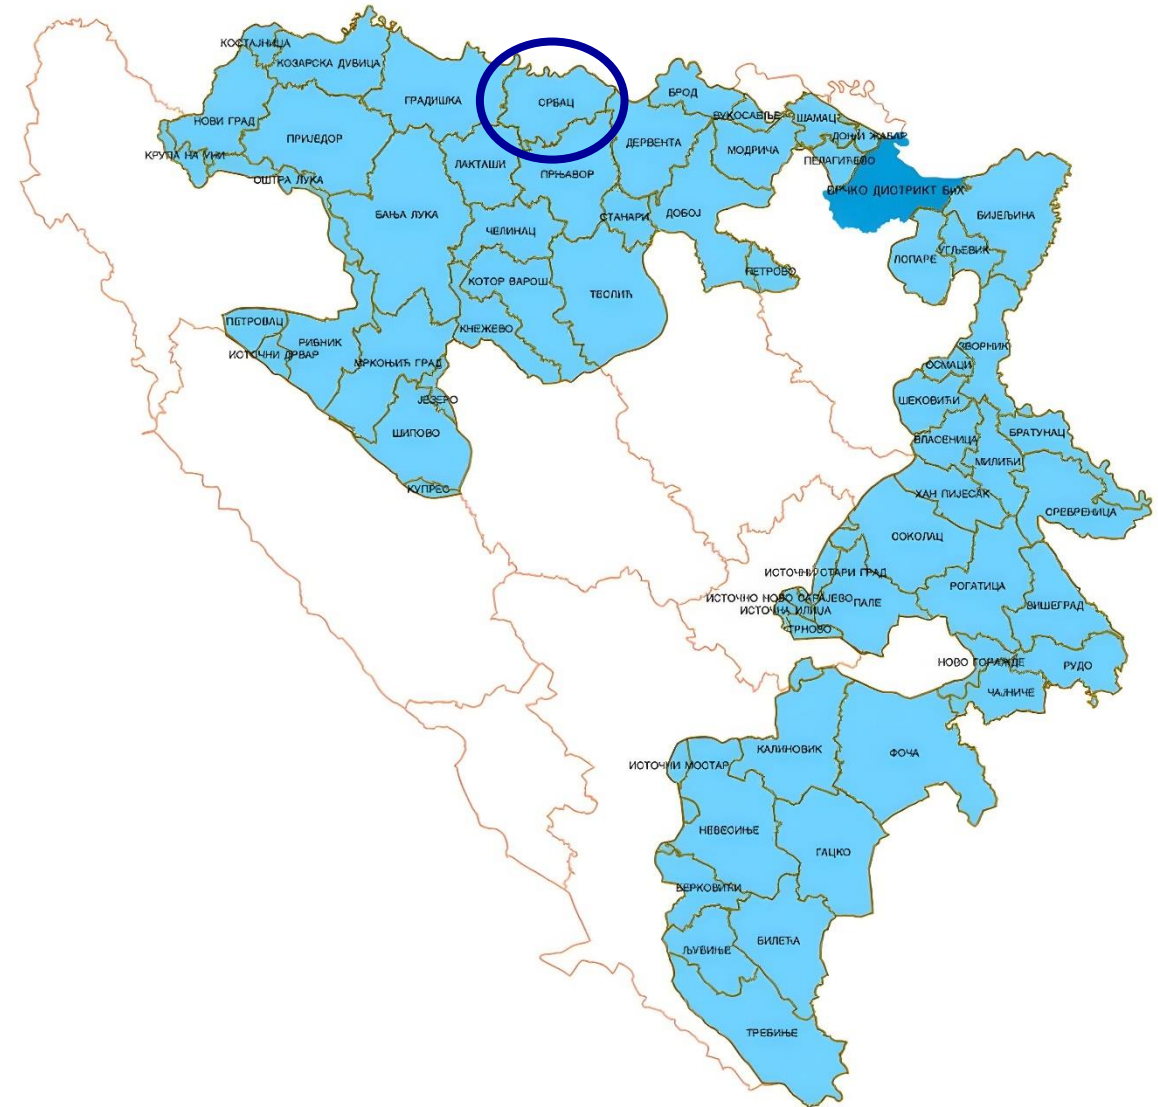 КОСТАЈНИЦА
КОЗАРСКА ДУБИЦА
ГРАДИШКА
СРБАЦ
БРОД
ВУКОСАВЉЕ
ШАМАЦ
ДОЊИ ЖАБАР
НОВИ ГРАД
ПРИЈЕДОР
ДЕРВЕНТА
МОДРИЧА
КРУПА НА УНИ
ЛАКТАШИ
ПРЊАВОР
ПЕЛАГИЋЕВО
ОШТРА ЛУКА
БРЧКО ДИСТРИКТ БиХ
БАЊА ЛУКА
СТАНАРИ
ДОБОЈ
БИЈЕЉИНА
ЧЕЛИНАЦ
УГЉЕВИК
ЛОПАРЕ
ПЕТРОВО
КОТОР ВАРОШ
ТЕСЛИЋ
ПЕТРОВАЦ
КНЕЖЕВО
РИБНИК
ИСТОЧНИ ДРВАР
ЗВОРНИК
МРКОЊИЋ ГРАД
ОСМАЦИ
ЈЕЗЕРО
ШЕКОВИЋИ
ШИПОВО
БРАТУНАЦ
ВЛАСЕНИЦА
МИЛИЋИ
КУПРЕС
ХАН ПИЈЕСАК
СРЕБРЕНИЦА
СОКОЛАЦ
ИСТОЧНИ СТАРИ ГРАД
РОГАТИЦА
ИСТОЧНО НОВО САРАЈЕВО
ПАЛЕ
ВИШЕГРАД
ИСТОЧНА ИЛИЏА
ТРНОВО
НОВО ГОРАЖДЕ
РУДО
ЧАЈНИЧЕ
КАЛИНОВИК
ФОЧА
ИСТОЧНИ МОСТАР
НЕВЕСИЊЕ
ГАЦКО
БЕРКОВИЋИ
БИЛЕЋА
ЉУБИЊЕ
ТРЕБИЊЕ